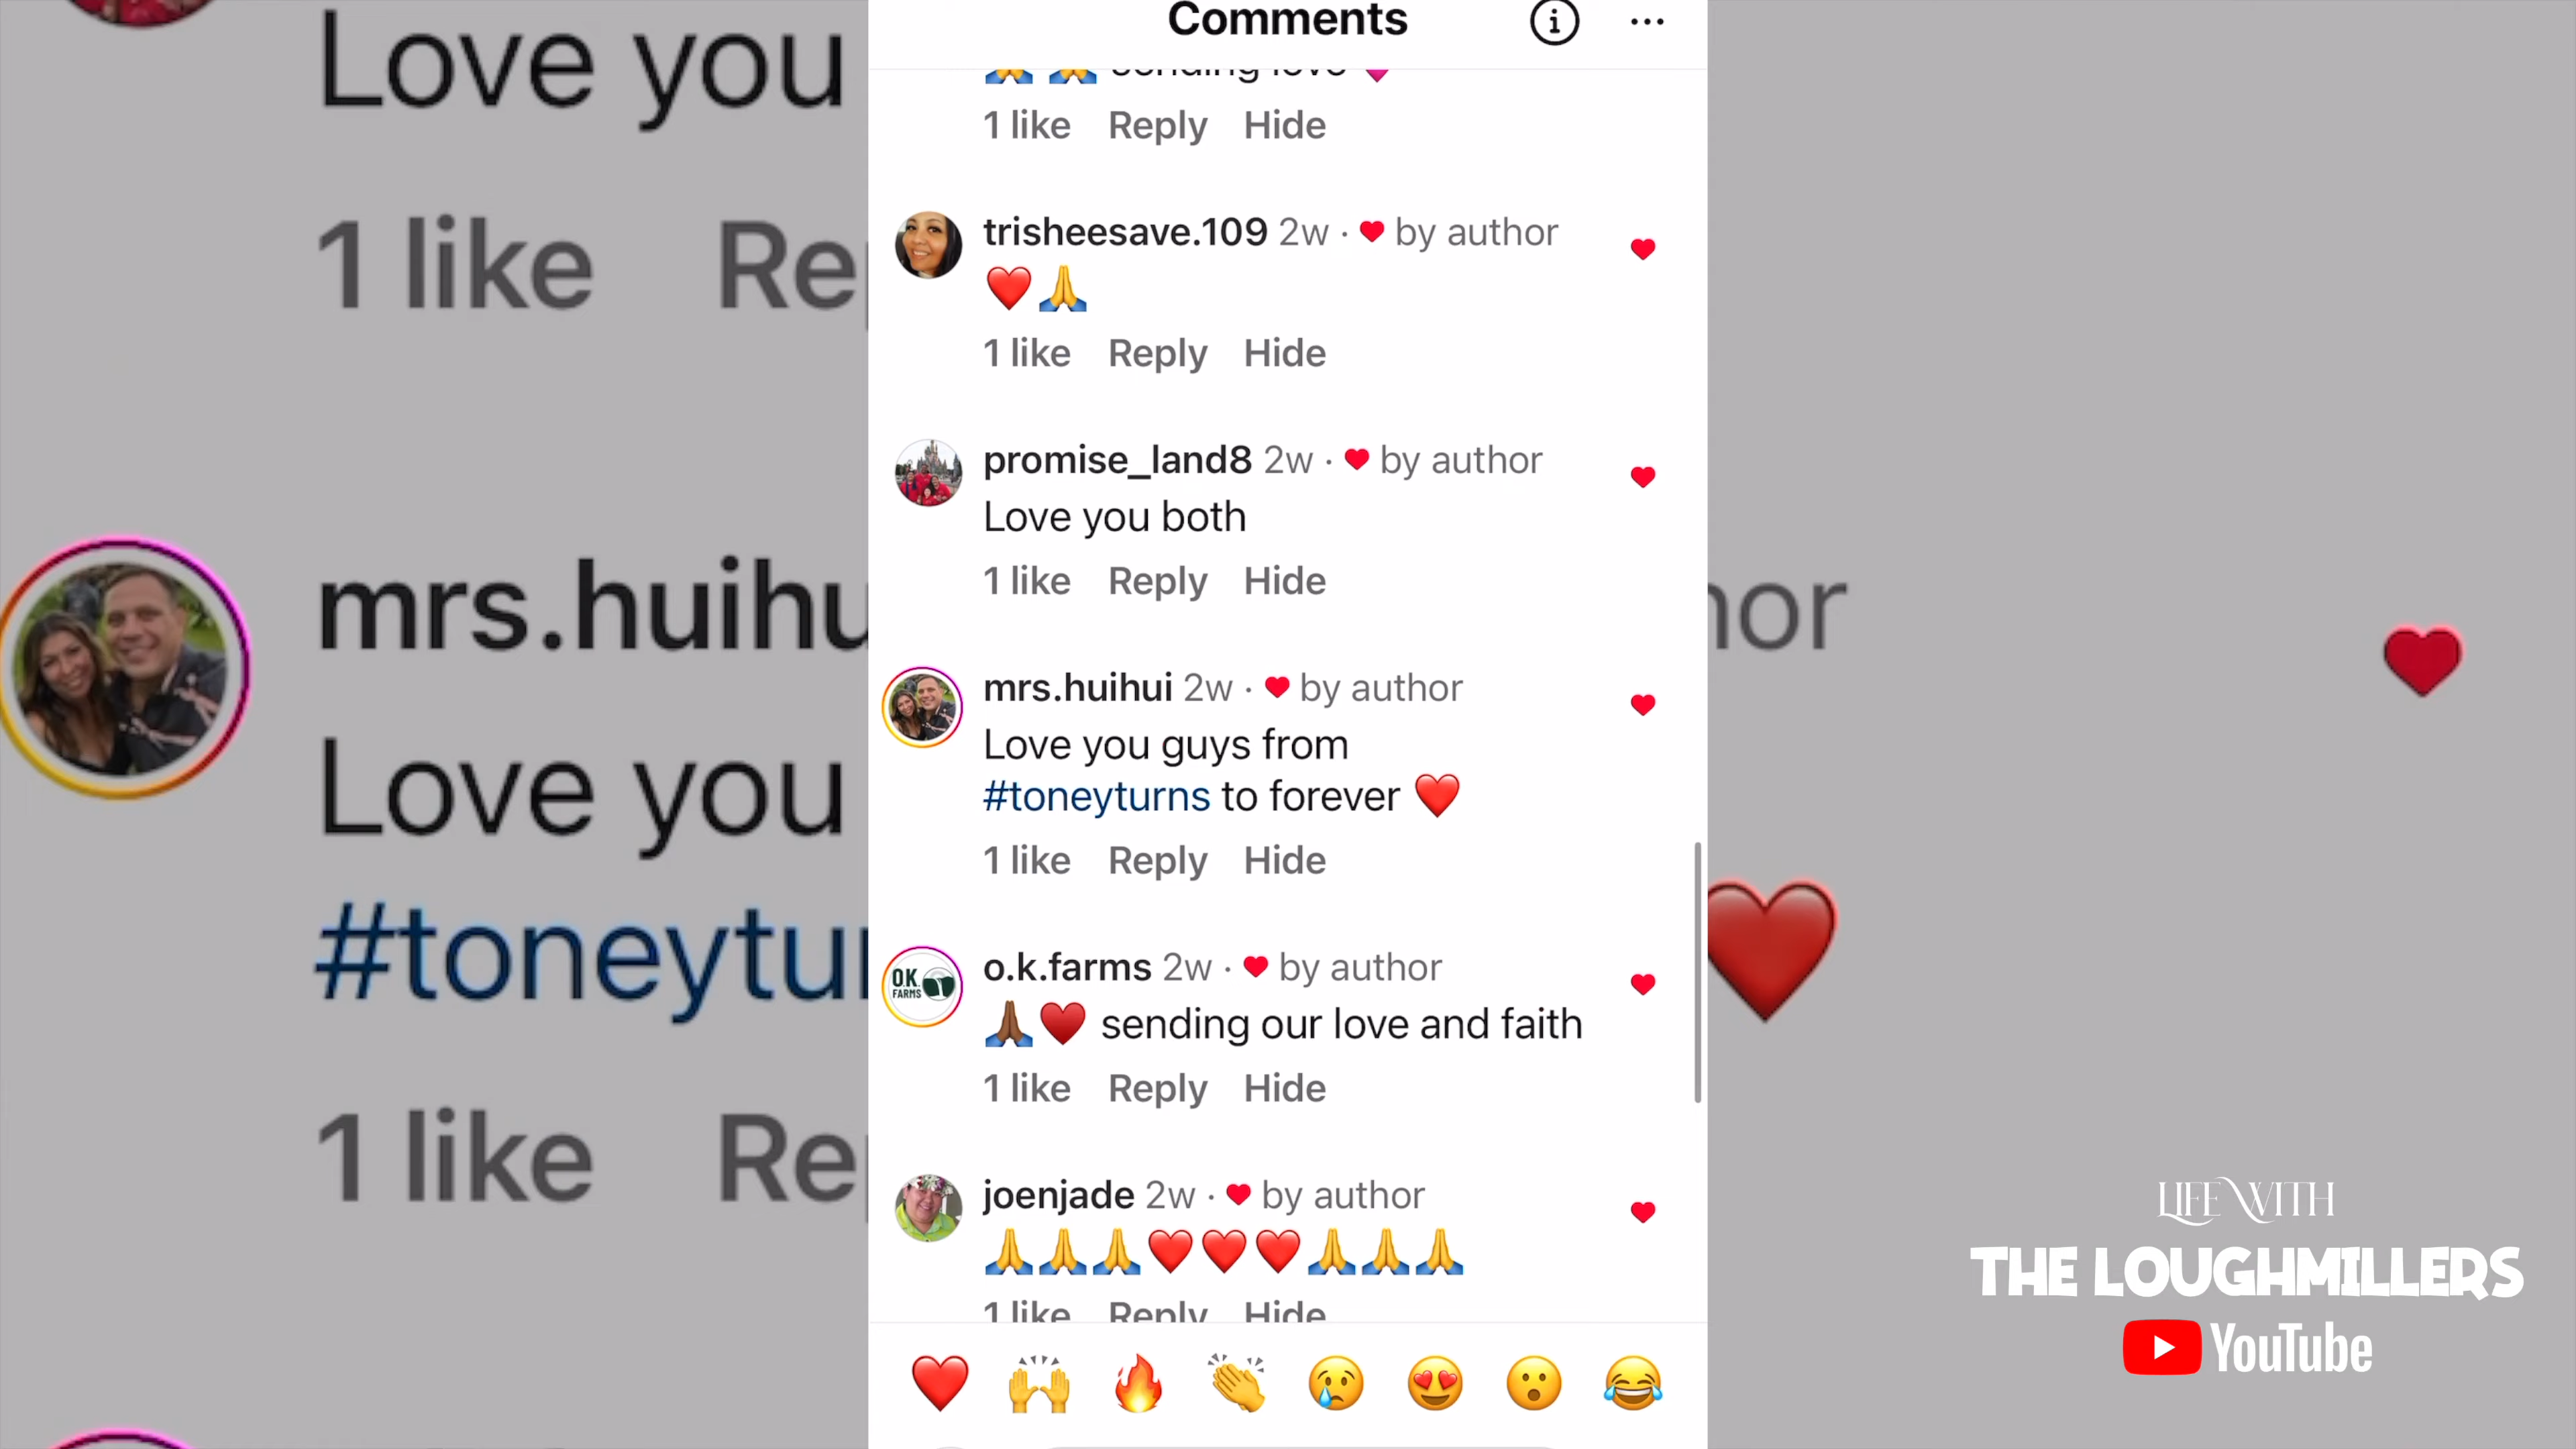 Comments
🙏 🙏 sending love
1 like Reply Hide
trisheesave.109 2w · ❤ by author
❤️🙏
1 like Reply Hide
promise_land8 2w · ❤ by author
Love you both
1 like Reply Hide
mrs.huihui 2w · ❤ by author
Love you guys from
#toneyturns to forever ❤️
1 like Reply Hide
o.k.farms 2w · ❤ by author
🙏🏾♥️ sending our love and faith
1 like Reply Hide
joenjade 2w · ❤ by author
🙏🙏🙏❤️❤️❤️🙏🙏🙏
1 like Reply Hide
❤️ 🙌 🔥 👏 😢 😍 😮 😂
O.K.
FARMS
Love you
1 like Re
mrs.huihu
hor
Love you
#toneytur
1 like Re
LIFE WITH
THE LOUGHMILLERS
YouTube